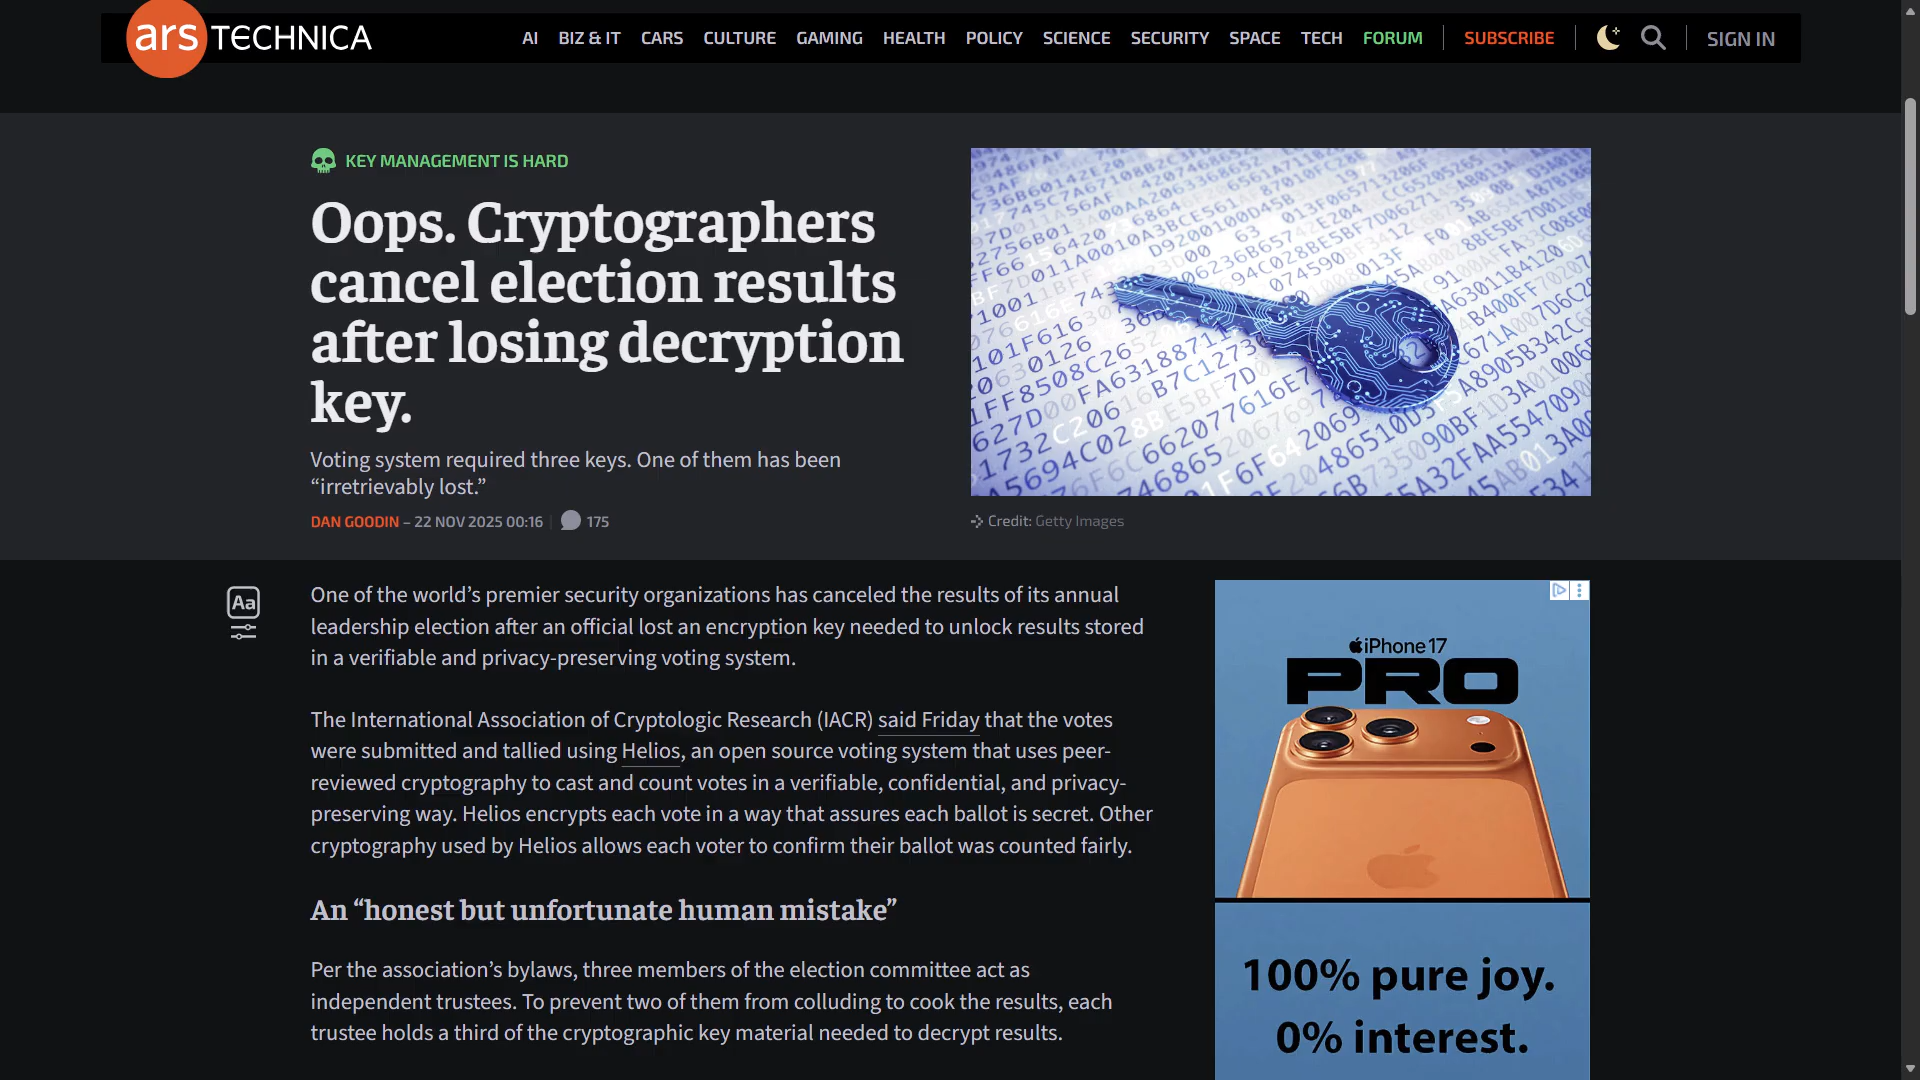 ars TECHNICA
AI BIZ & IT CARS CULTURE GAMING HEALTH POLICY SCIENCE SECURITY SPACE TECH FORUM SUBSCRIBE SIGN IN
KEY MANAGEMENT IS HARD
Oops. Cryptographers
cancel election results
after losing decryption
key.
Voting system required three keys. One of them has been
“irretrievably lost.”
DAN GOODIN – 22 NOV 2025 00:16 175
Credit: Getty Images
Aa
One of the world’s premier security organizations has canceled the results of its annual
leadership election after an official lost an encryption key needed to unlock results stored
in a verifiable and privacy-preserving voting system.
The International Association of Cryptologic Research (IACR) said Friday that the votes
were submitted and tallied using Helios, an open source voting system that uses peer-
reviewed cryptography to cast and count votes in a verifiable, confidential, and privacy-
preserving way. Helios encrypts each vote in a way that assures each ballot is secret. Other
cryptography used by Helios allows each voter to confirm their ballot was counted fairly.
An “honest but unfortunate human mistake”
Per the association’s bylaws, three members of the election committee act as
independent trustees. To prevent two of them from colluding to cook the results, each
trustee holds a third of the cryptographic key material needed to decrypt results.
iPhone 17
PRO
100% pure joy.
0% interest.